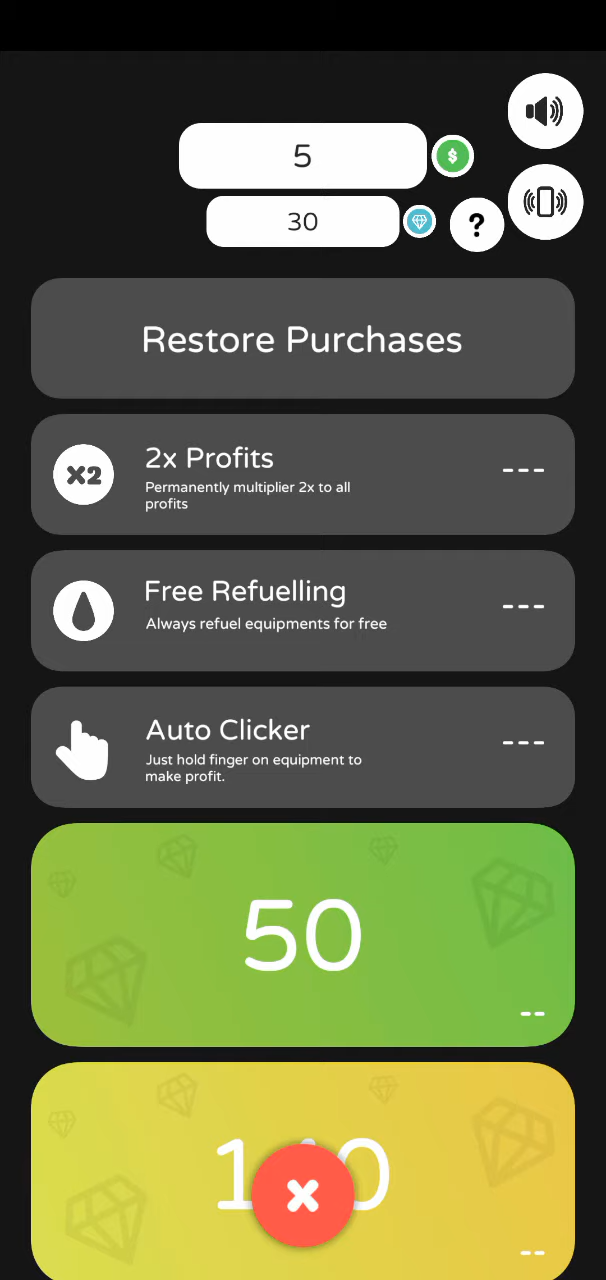 5
$
30
?
Restore Purchases
X2
2x Profits
Permanently multiplier 2x to all
profits
---
Free Refuelling
Always refuel equipments for free
---
Auto Clicker
Just hold finger on equipment to
make profit.
---
50
--
--